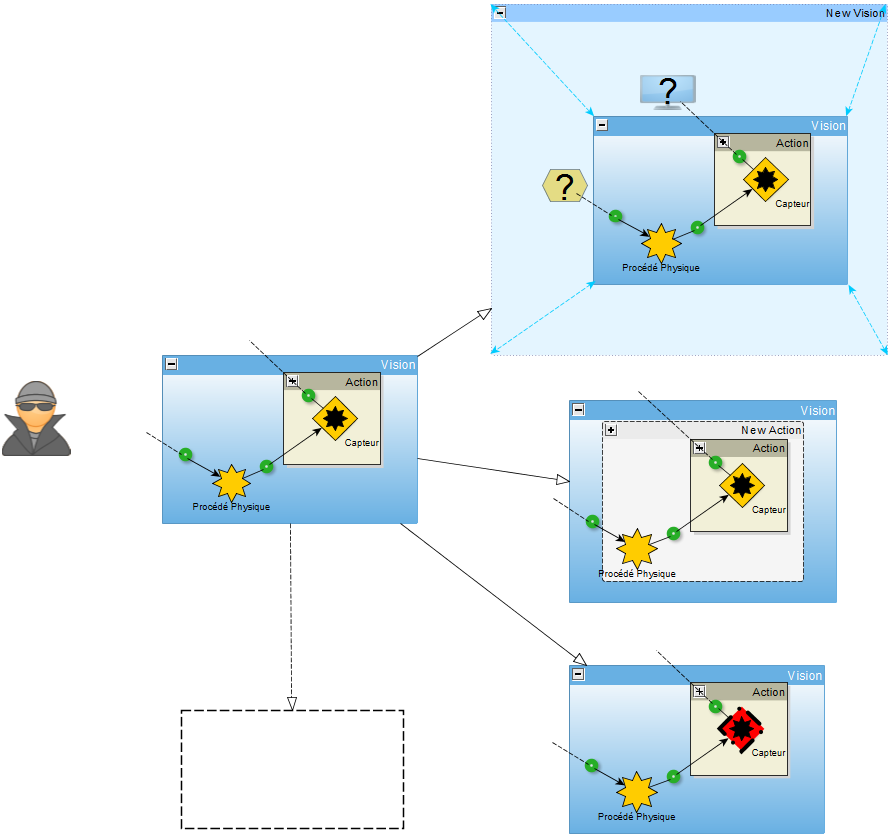 New Vision
?
Vision
Action
?
Capteur
Procédé Physique
Vision
Action
Capteur
Procédé Physique
Vision
New Action
Action
Capteur
Procédé Physique
Vision
Action
Capteur
Procédé Physique